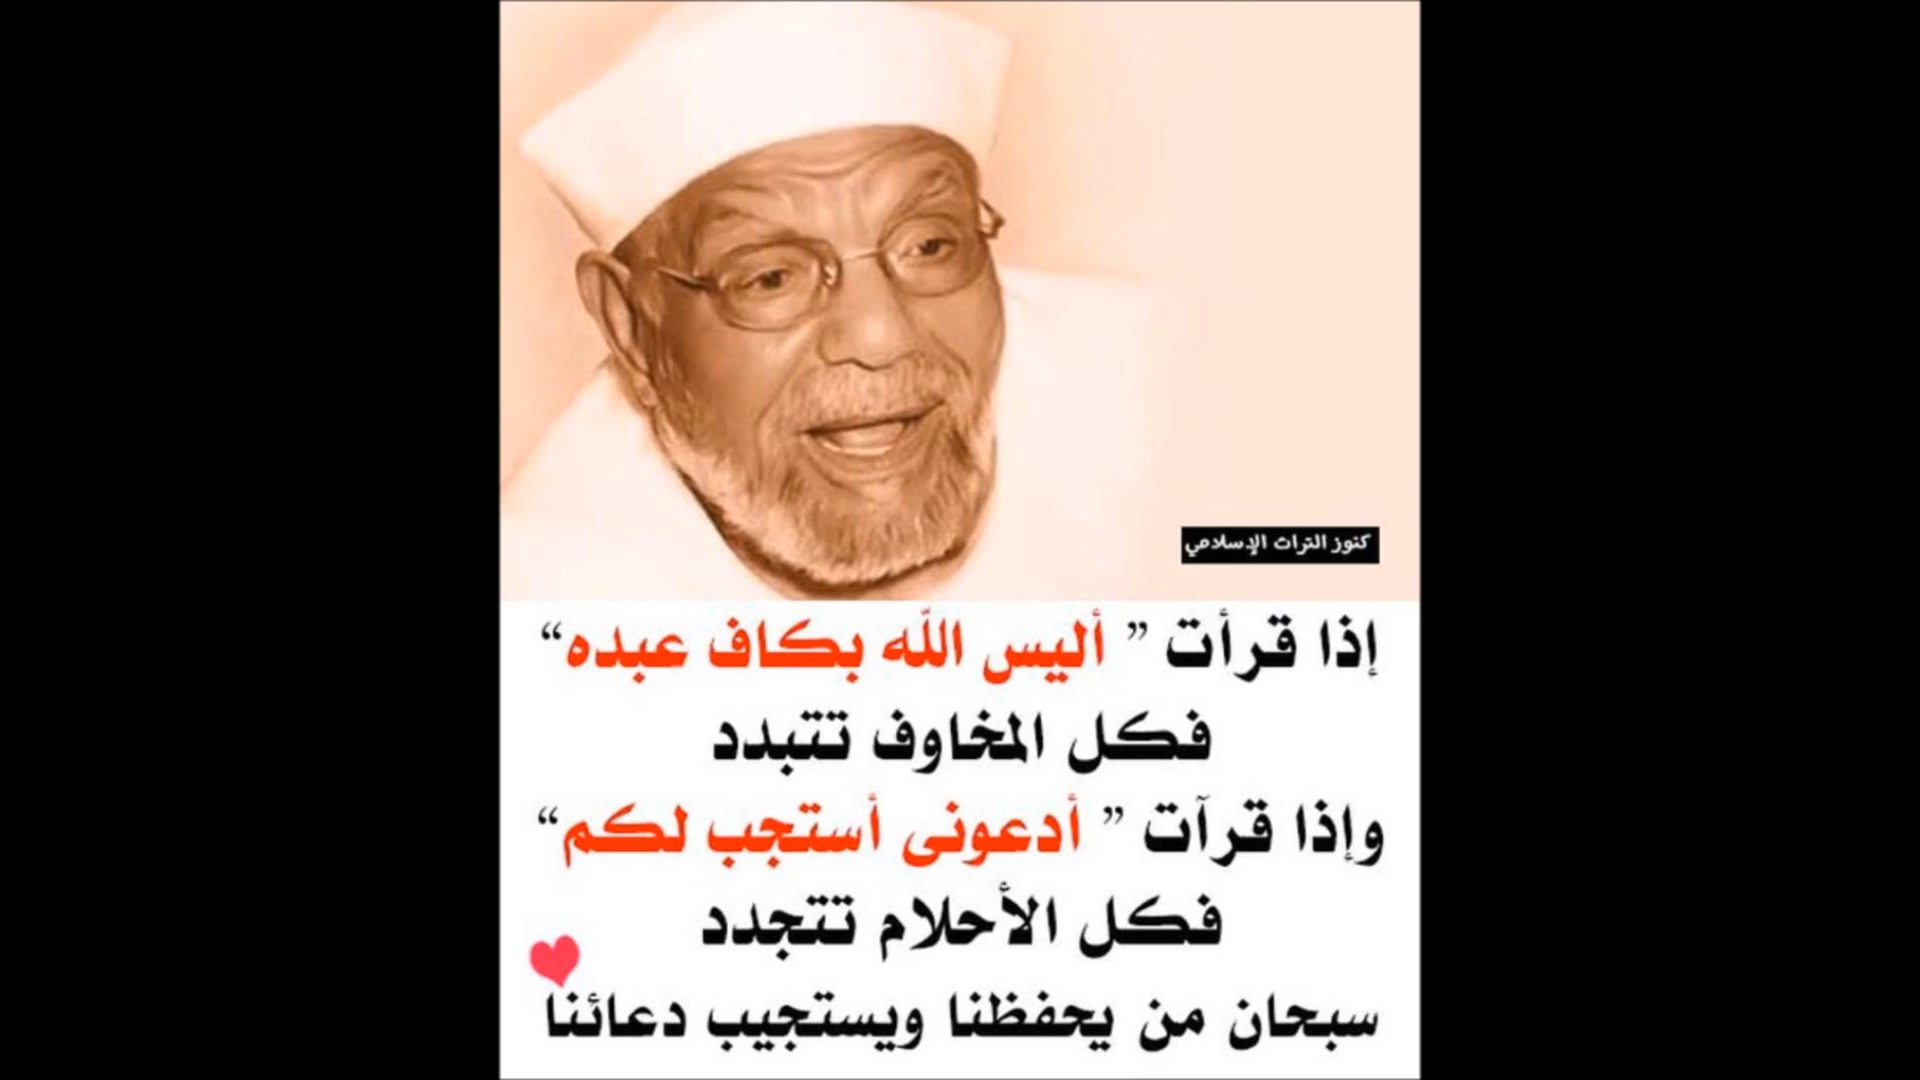 كنوز التراث الإسلامي
إذا قرأت ” أليس الله بكاف عبده“
فكل المخاوف تتبدد
وإذا قرآت ” أدعونى أستجب لكم“
فكل الأحلام تتجدد
سبحان من يحفظنا ويستجيب دعائنا